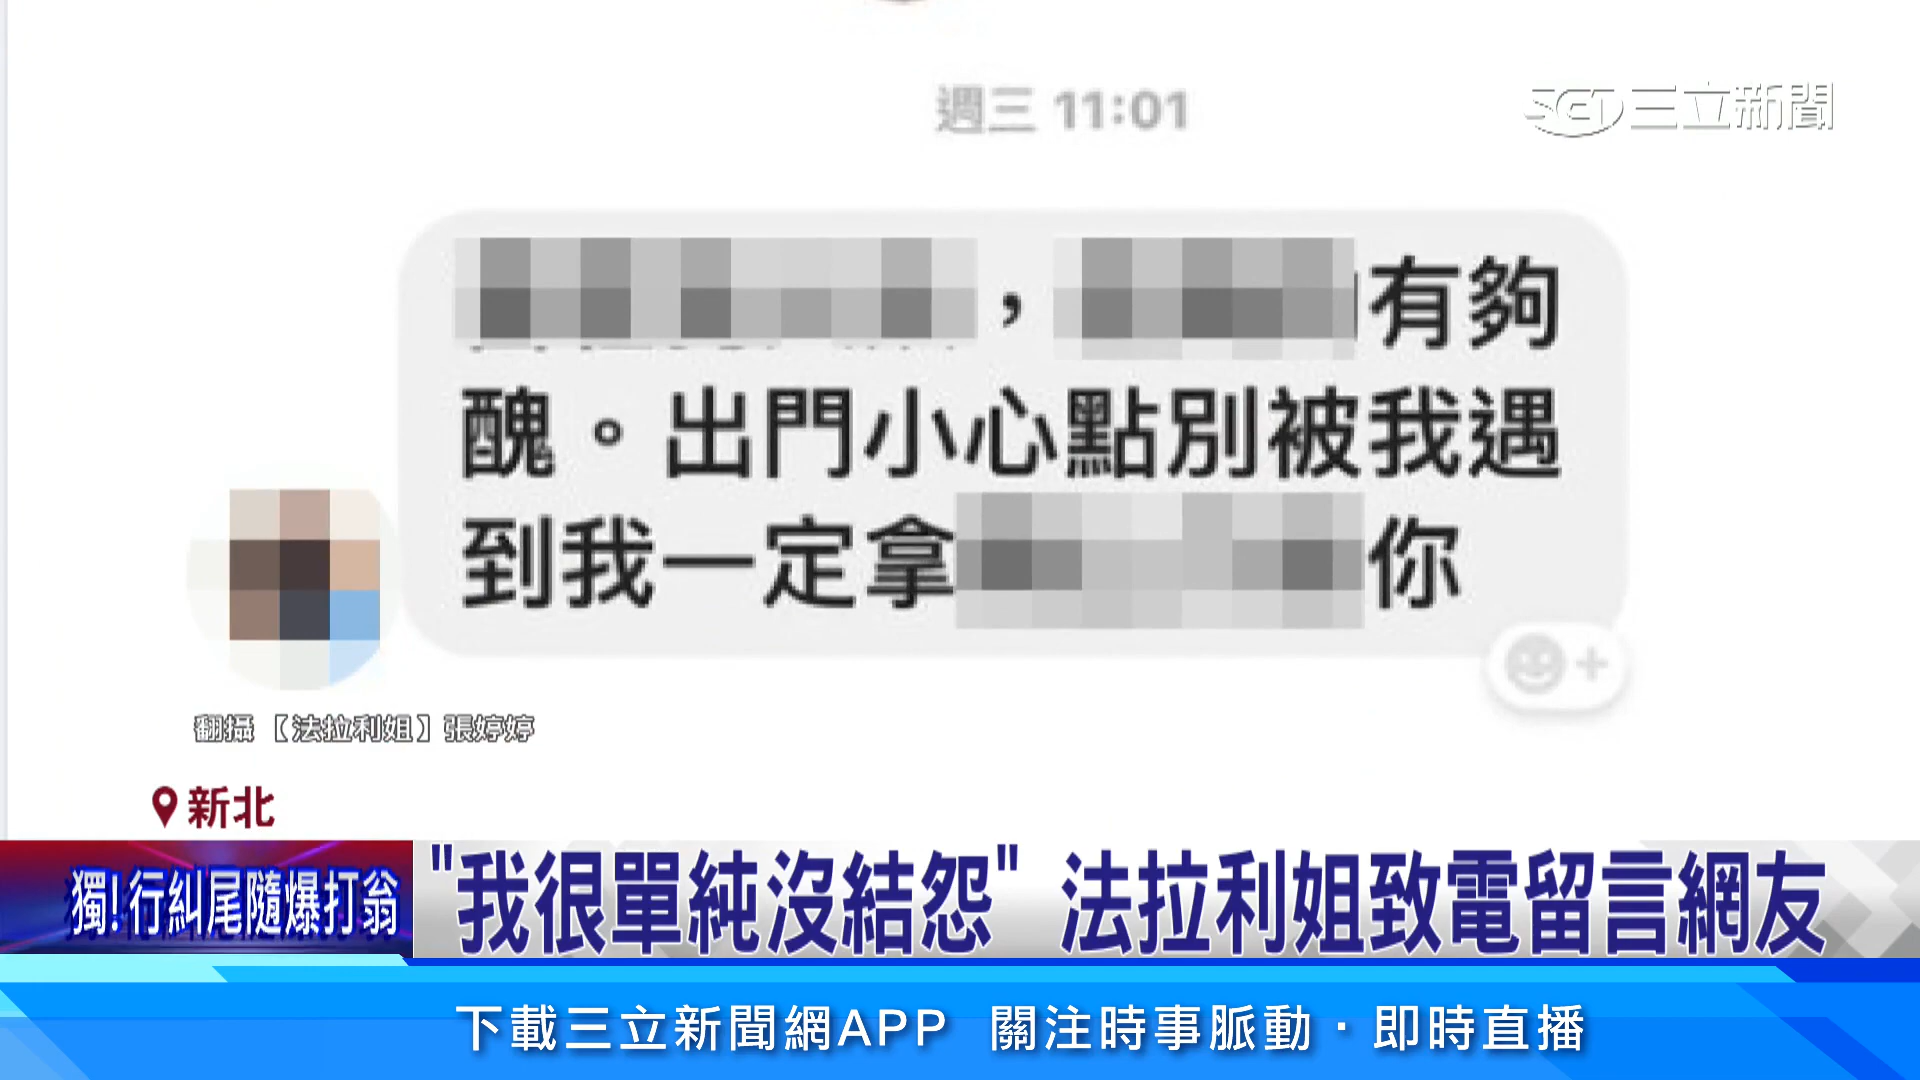 週三 11:01
SET三立新聞
，有夠
醜。出門小心點別被我遇
到我一定拿你
翻攝【法拉利姐】張婷婷
新北
獨!行糾尾隨爆打翁
"我很單純沒結怨" 法拉利姐致電留言網友
下載三立新聞網APP 關注時事脈動·即時直播